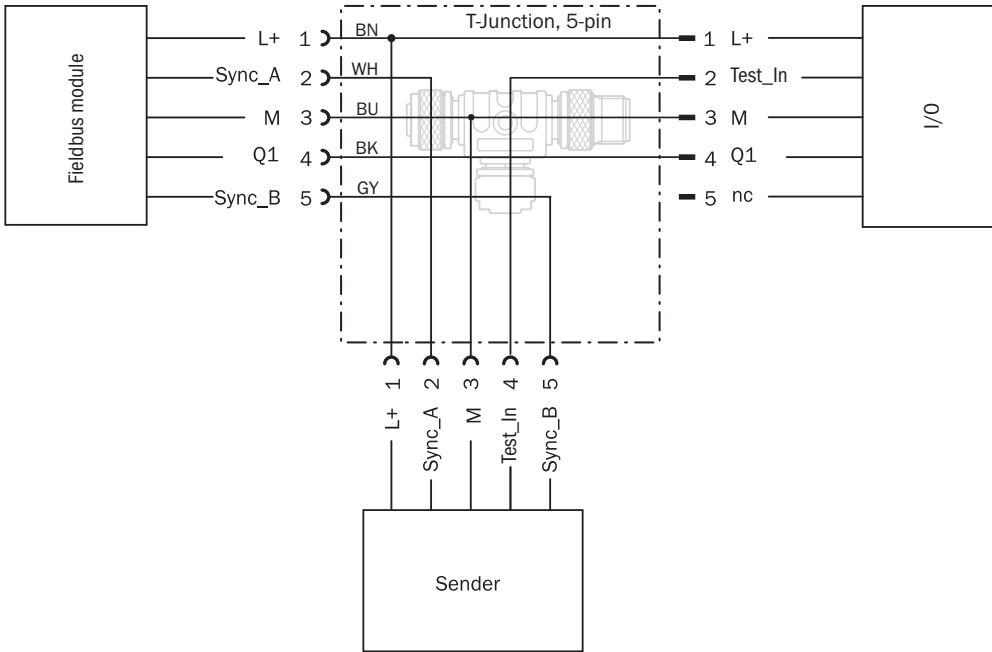 T-Junction, 5-pin
Fieldbus module
L+ 1 BN 1 L+
Sync_A 2 WH 2 Test_In
M 3 BU 3 M
Q1 4 BK 4 Q1
Sync_B 5 GY 5 nc
I/O
1 2 3 4 5
L+ Sync_A M Test_In Sync_B
Sender